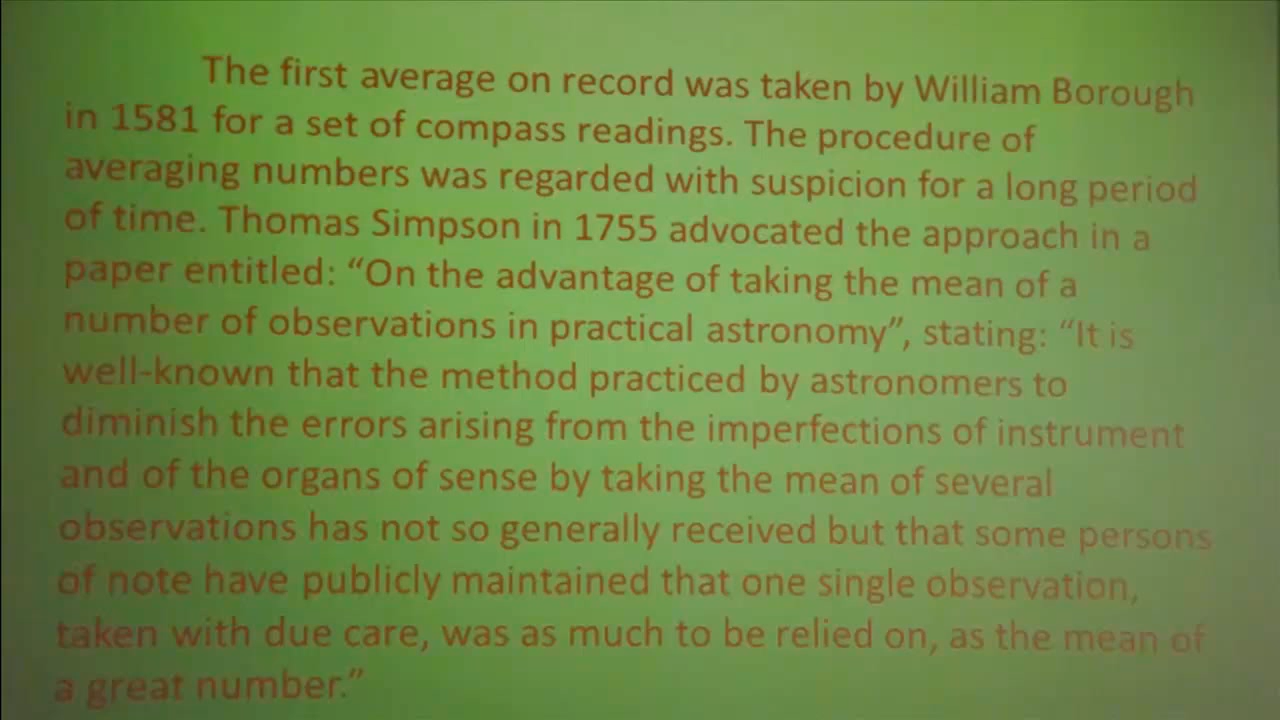 The first average on record was taken by William Borough
in 1581 for a set of compass readings. The procedure of
averaging numbers was regarded with suspicion for a long period
of time. Thomas Simpson in 1755 advocated the approach in a
paper entitled: “On the advantage of taking the mean of a
number of observations in practical astronomy”, stating: “It is
well-known that the method practiced by astronomers to
diminish the errors arising from the imperfections of instrument
and of the organs of sense by taking the mean of several
observations has not so generally received but that some persons
of note have publicly maintained that one single observation,
taken with due care, was as much to be relied on, as the mean of
a great number.”